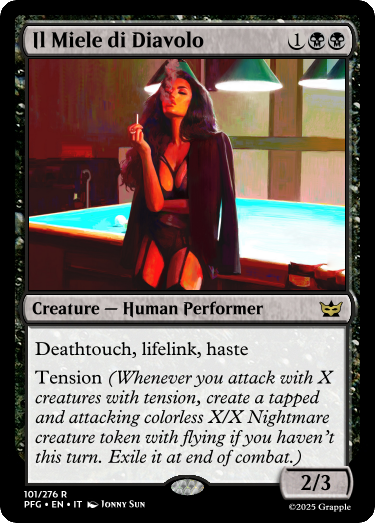 Il Miele di Diavolo 1
Creature — Human Performer
Deathtouch, lifelink, haste
Tension (Whenever you attack with X
creatures with tension, create a tapped
and attacking colorless X/X Nightmare
creature token with flying if you haven't
this turn. Exile it at end of combat.)
2/3
101/276 R
PFG • EN • IT Jonny Sun
©2025 Grapple